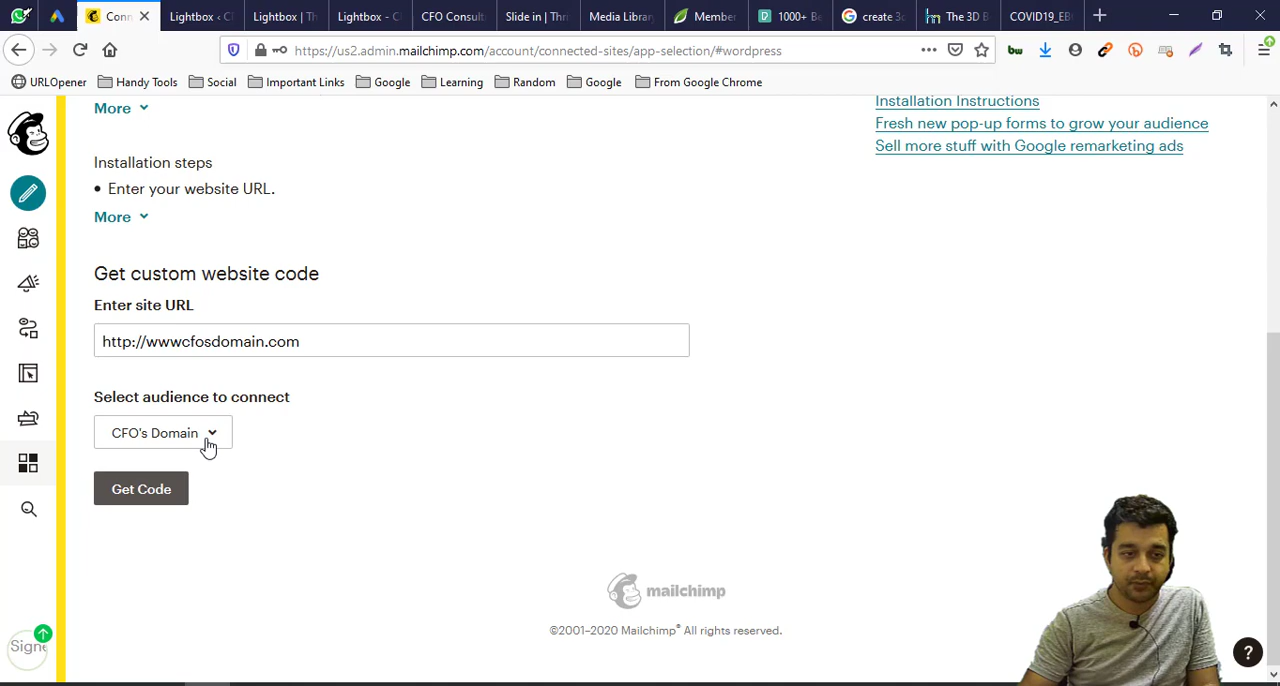 Conn
Lightbox ‹ C
Lightbox | Th
Lightbox - C
CFO Consult
Slide in | Thri
Media Library
Member
1000+ Be
create 3d
The 3D B
COVID19_EB
https://us2.admin.mailchimp.com/account/connected-sites/app-selection/#wordpress
URLOpener
Handy Tools
Social
Important Links
Google
Learning
Random
Google
From Google Chrome
More
Installation Instructions
Fresh new pop-up forms to grow your audience
Sell more stuff with Google remarketing ads
Installation steps
• Enter your website URL.
More
Get custom website code
Enter site URL
http://wwwcfosdomain.com
Select audience to connect
CFO's Domain
Get Code
mailchimp
©2001–2020 Mailchimp® All rights reserved.
?